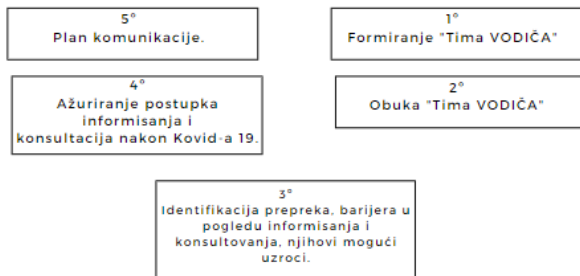 5°
Plan komunikacije.
1°
Formiranje "Tima VODIČA"
4°
Ažuriranje postupka
informisanja i
konsultacija nakon Kovid-a 19.
2°
Obuka "Tima VODIČA"
3°
Identifikacija prepreka, barijera u
pogledu informisanja i
konsultovanja, njihovi mogući
uzroci.